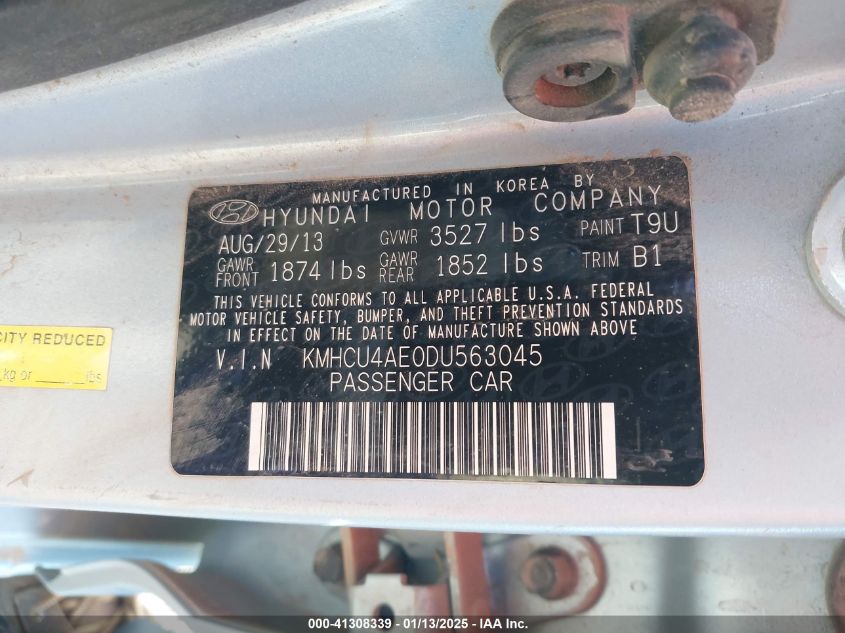 MANUFACTURED IN KOREA BY
HYUNDAI MOTOR COMPANY
AUG/29/13 GVWR 3527 lbs PAINT T9U
GAWR FRONT 1874 lbs GAWR REAR 1852 lbs TRIM B1
THIS VEHICLE CONFORMS TO ALL APPLICABLE U.S.A. FEDERAL
MOTOR VEHICLE SAFETY, BUMPER, AND THEFT PREVENTION STANDARDS
IN EFFECT ON THE DATE OF MANUFACTURE SHOWN ABOVE
V.I.N KMHCU4AE0DU563045
PASSENGER CAR
CITY REDUCED
kg or lbs
000-41308339 - 01/13/2025 - IAA Inc.